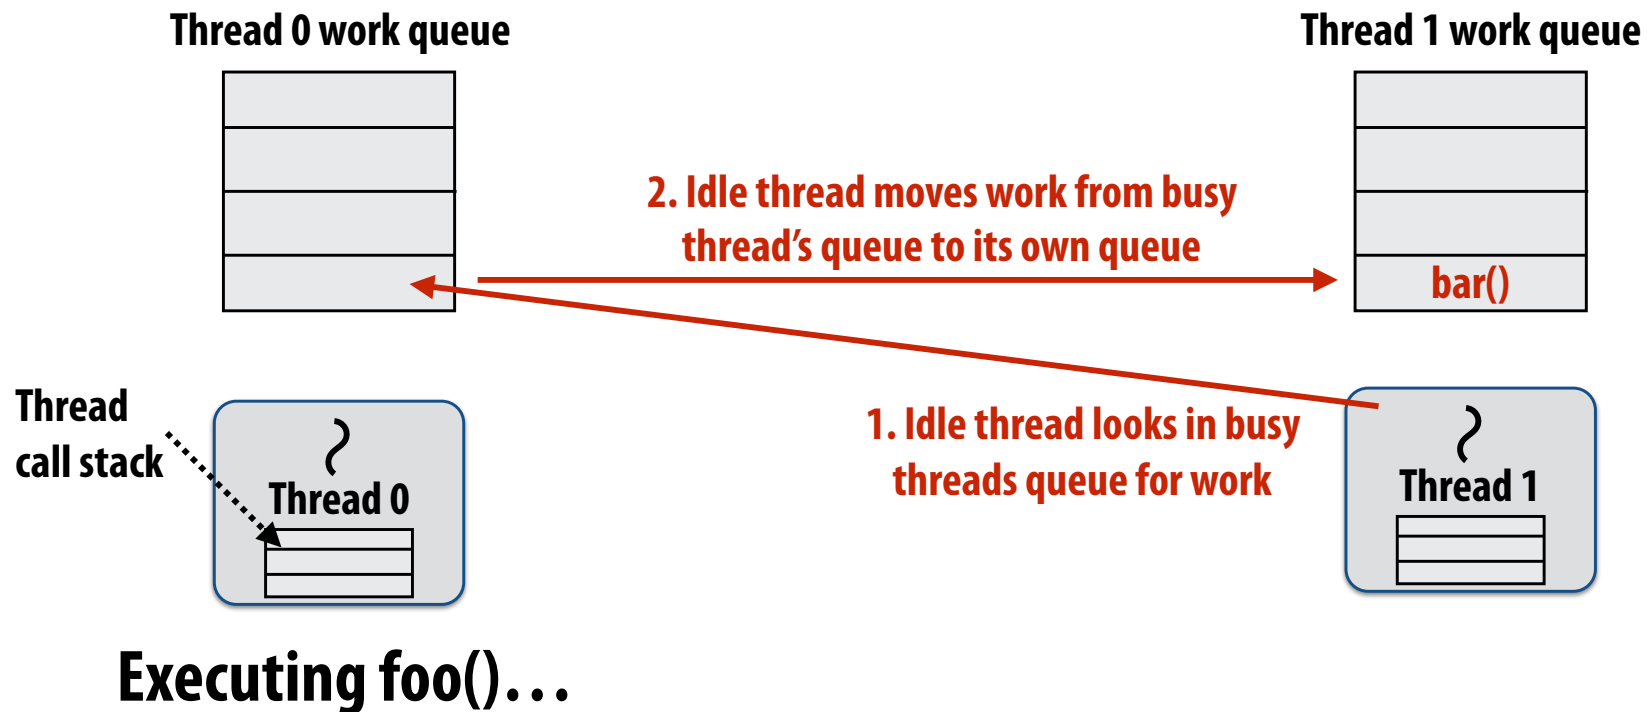 Thread 0 work queue
Thread 1 work queue
2. Idle thread moves work from busy
thread’s queue to its own queue
bar()
Thread
call stack
Thread 0
1. Idle thread looks in busy
threads queue for work
Thread 1
Executing foo()…